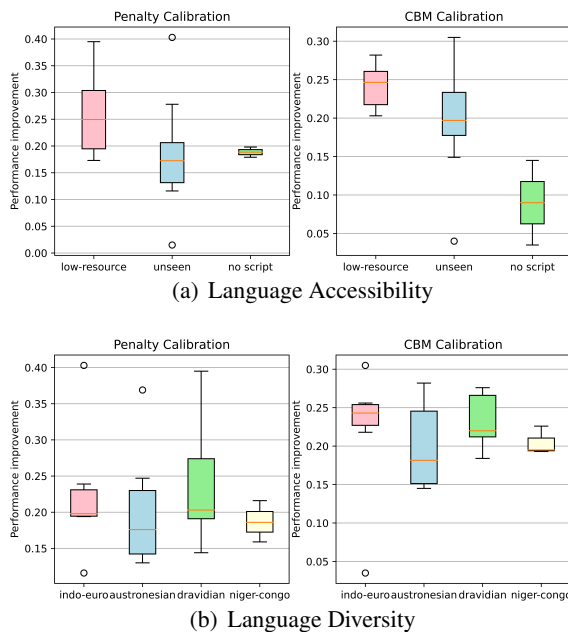 Penalty Calibration
CBM Calibration
Performance improvement
0.40
0.35
0.30
0.25
0.20
0.15
0.10
0.05
0.00
low-resource unseen no script
Performance improvement
0.30
0.25
0.20
0.15
0.10
0.05
low-resource unseen no script
(a) Language Accessibility
Penalty Calibration
CBM Calibration
Performance improvement
0.40
0.35
0.30
0.25
0.20
0.15
indo-euro austronesian dravidian niger-congo
Performance improvement
0.30
0.25
0.20
0.15
0.10
0.05
indo-euro austronesian dravidian niger-congo
(b) Language Diversity